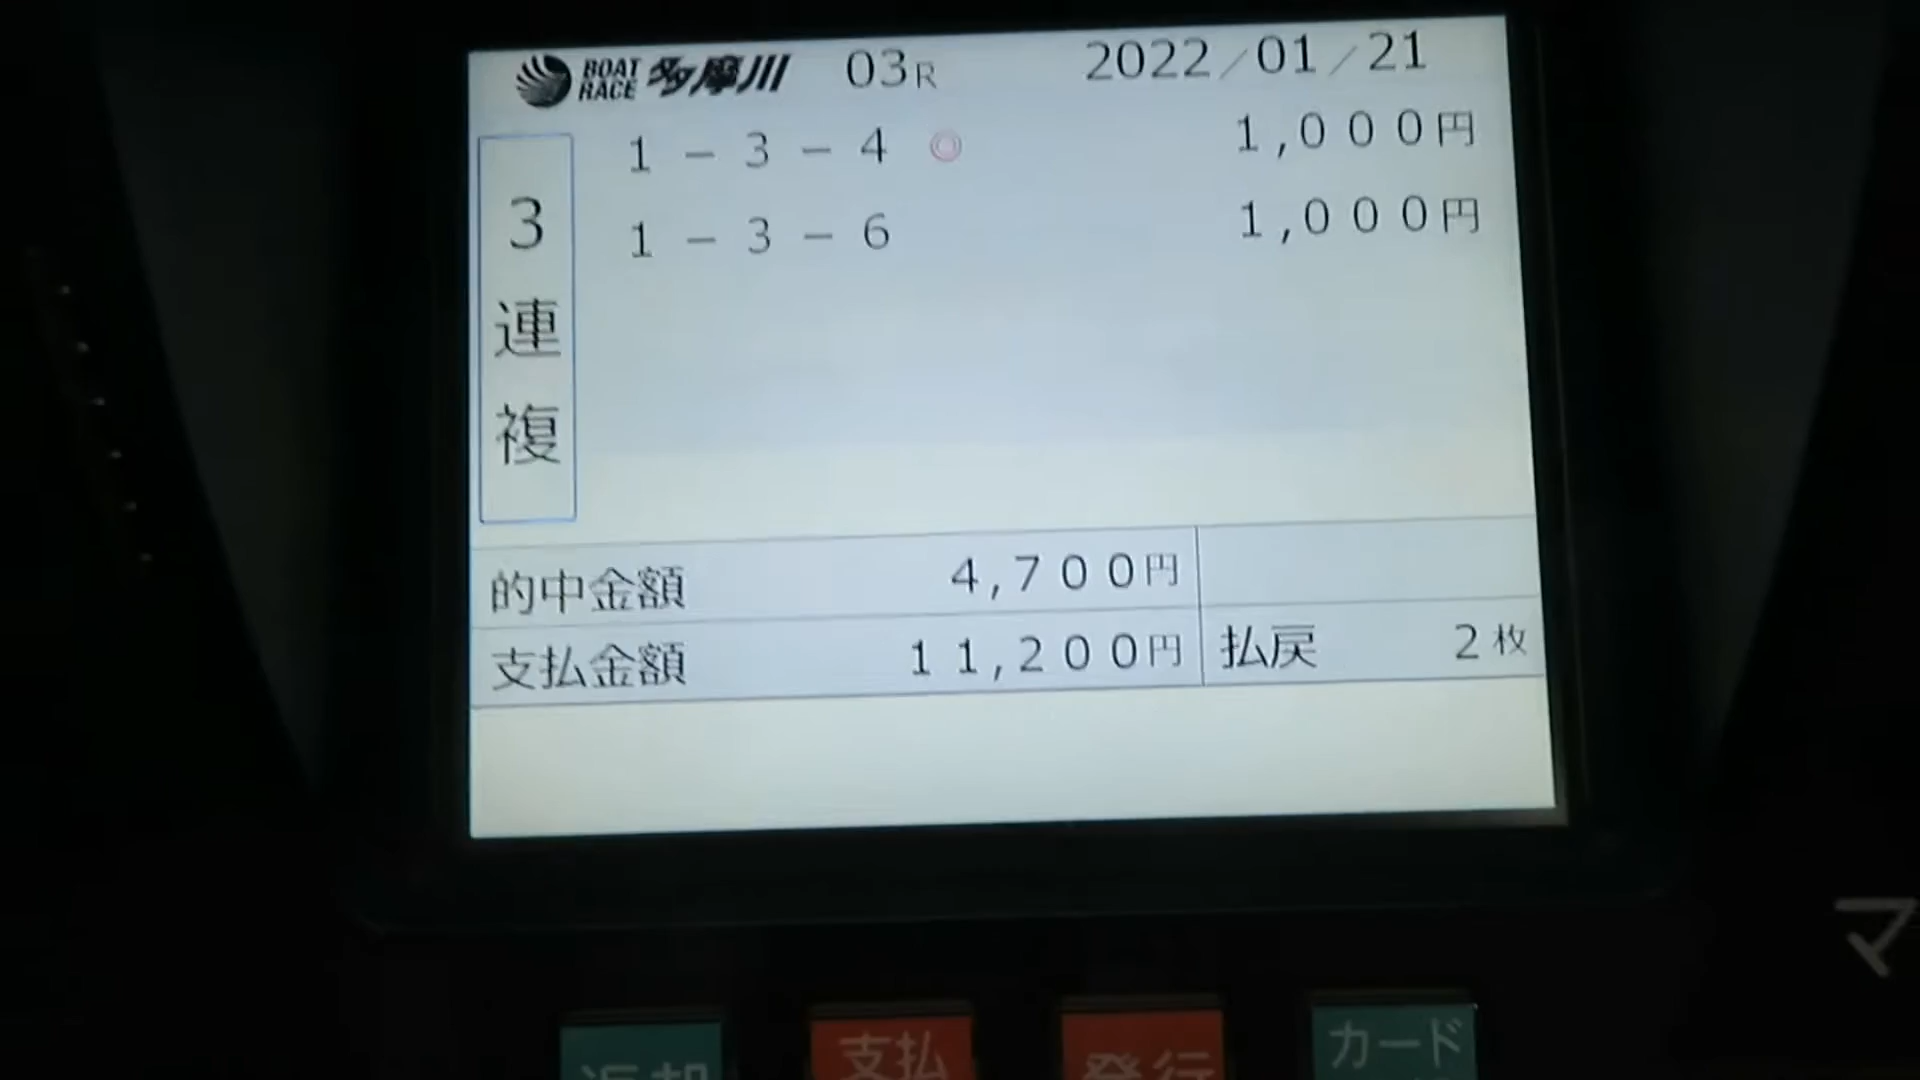 BOAT RACE 多摩川 03R 2022/01/21
3連複
1-3-4 ◎ 1,000円
1-3-6 1,000円
的中金額 4,700円
支払金額 11,200円 払戻 2枚
マ
支払
発行
カード